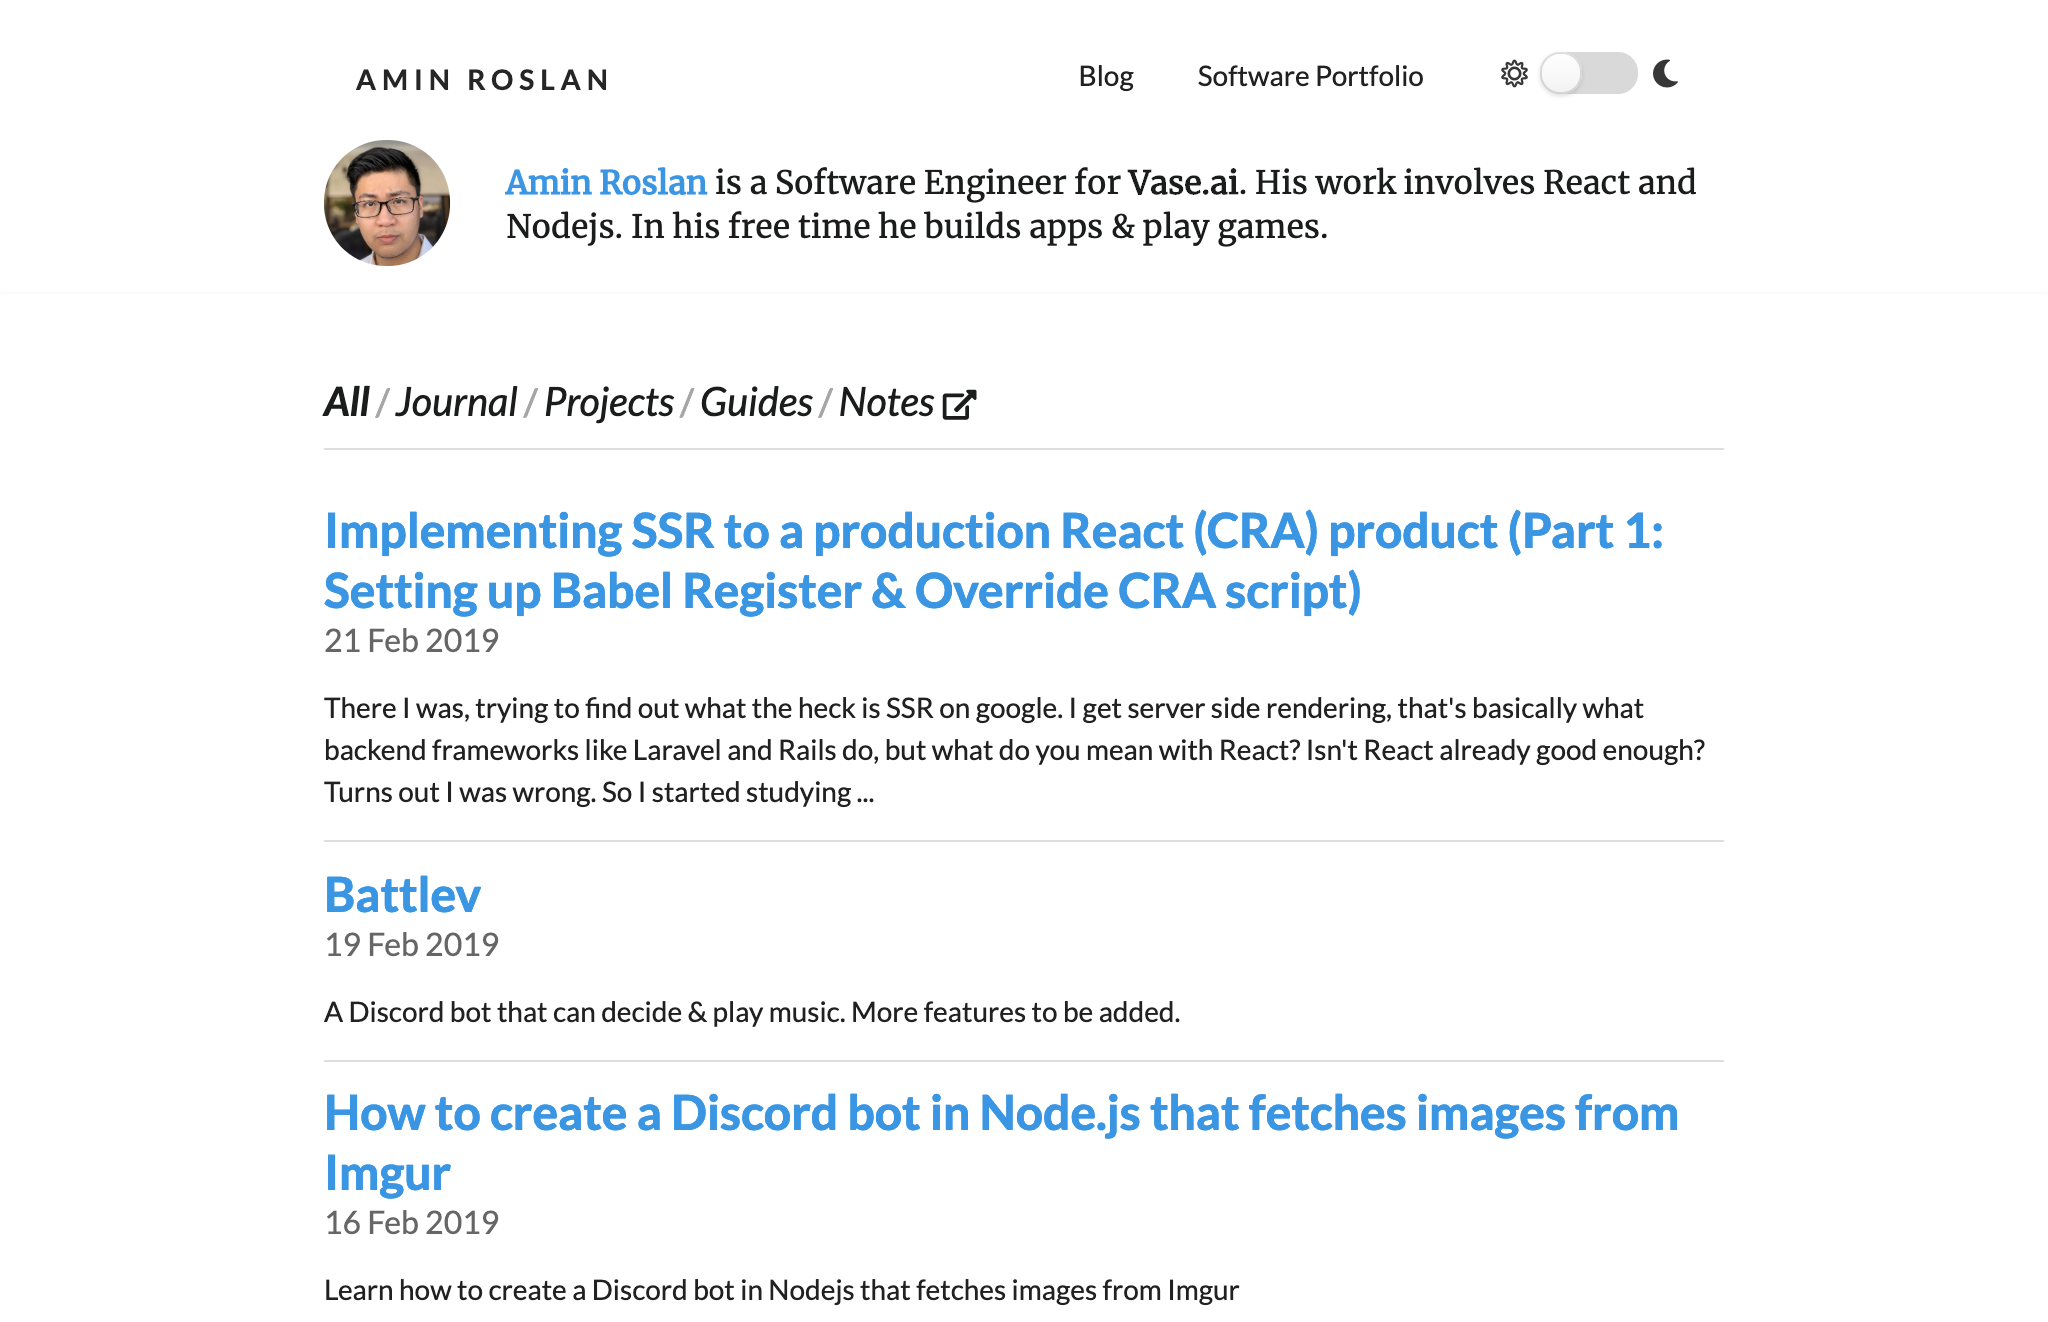 AMIN ROSLAN
Blog
Software Portfolio
Amin Roslan is a Software Engineer for Vase.ai. His work involves React and
Nodejs. In his free time he builds apps & play games.
All / Journal / Projects / Guides / Notes
Implementing SSR to a production React (CRA) product (Part 1:
Setting up Babel Register & Override CRA script)
21 Feb 2019
There I was, trying to find out what the heck is SSR on google. I get server side rendering, that's basically what
backend frameworks like Laravel and Rails do, but what do you mean with React? Isn't React already good enough?
Turns out I was wrong. So I started studying ...
Battlev
19 Feb 2019
A Discord bot that can decide & play music. More features to be added.
How to create a Discord bot in Node.js that fetches images from
Imgur
16 Feb 2019
Learn how to create a Discord bot in Nodejs that fetches images from Imgur